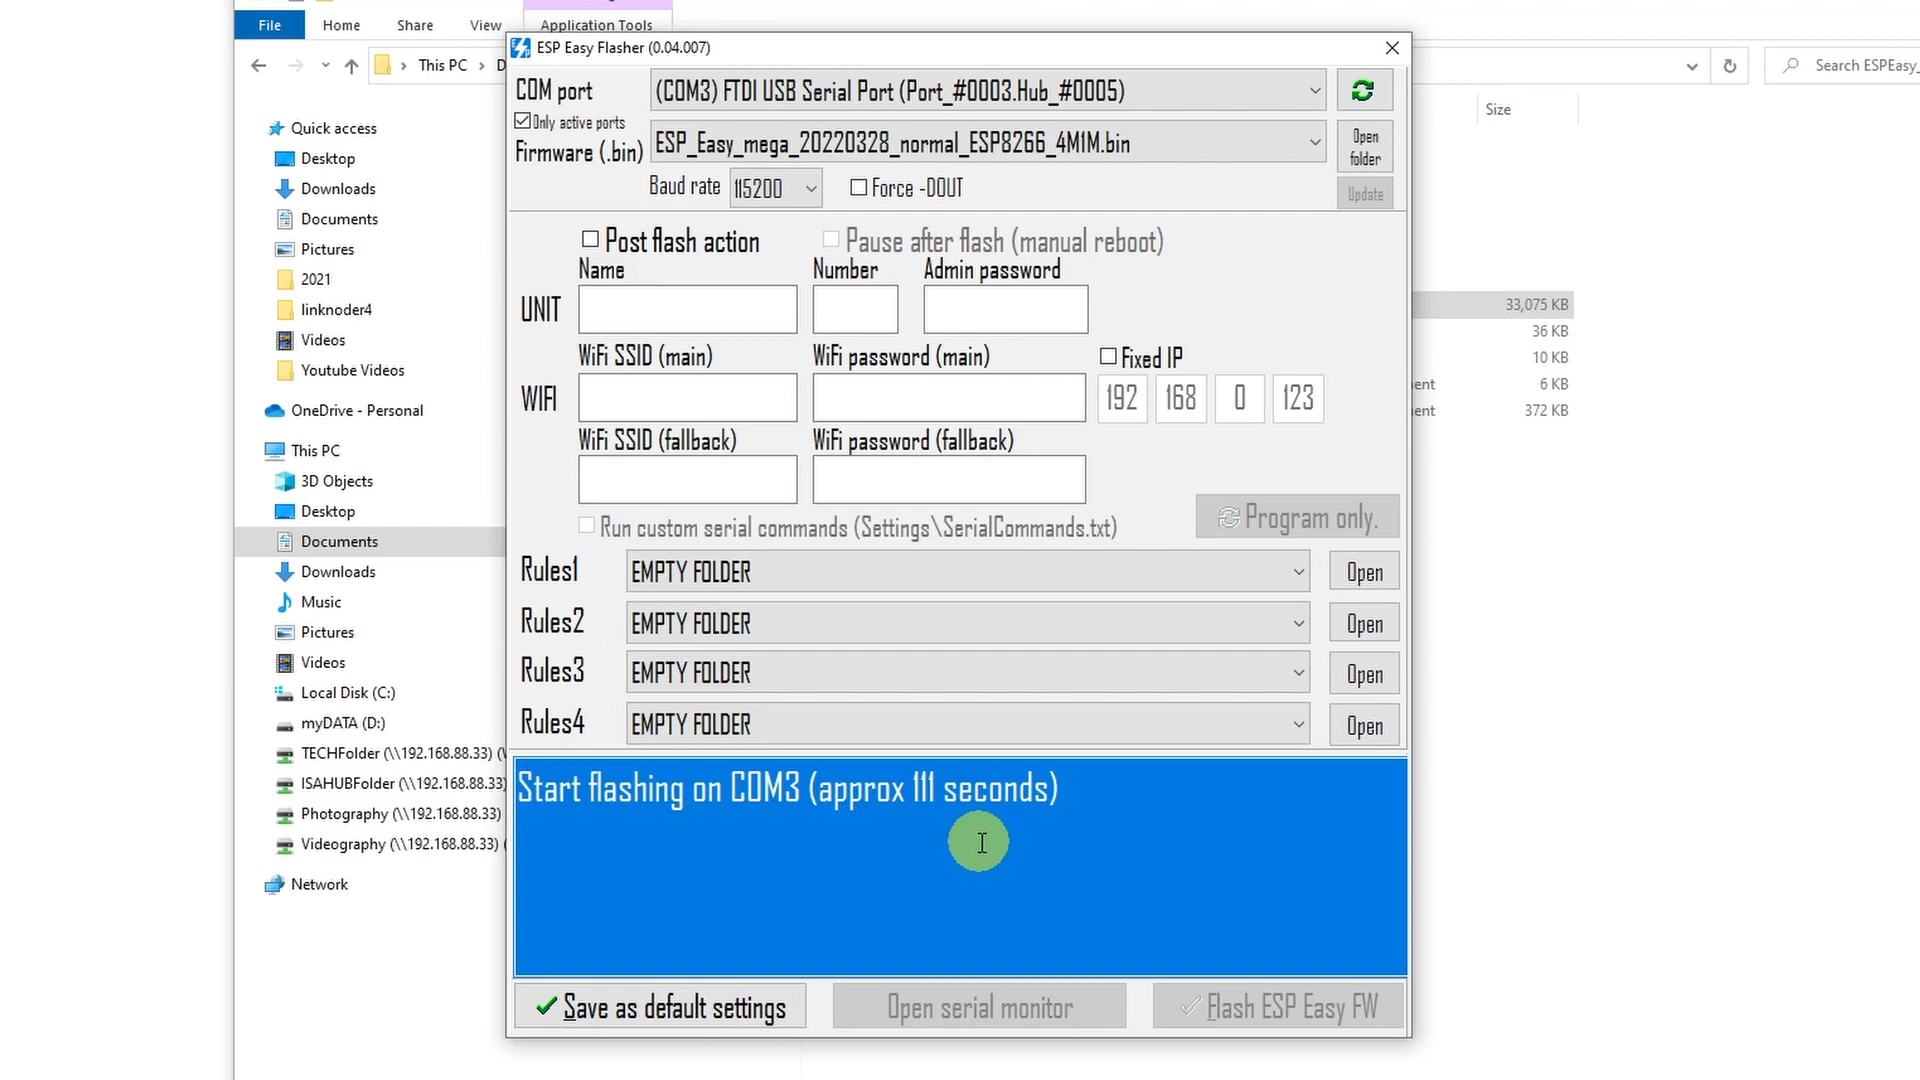 File Home Share View Application Tools
ESP Easy Flasher (0.04.007)
This PC
Search ESPEasy_
COM port (COM3) FTDI USB Serial Port (Port_#0003.Hub_#0005)
Only active ports
Firmware (.bin) ESP_Easy_mega_20220328_normal_ESP8266_4M1M.bin
Open folder
Baud rate 115200 Force -DOUT Update
Post flash action Pause after flash (manual reboot)
Name Number Admin password
UNIT
WiFi SSID (main) WiFi password (main) Fixed IP
WIFI 192 168 0 123
WiFi SSID (fallback) WiFi password (fallback)
Run custom serial commands (Settings\SerialCommands.txt) Program only.
Rules1 EMPTY FOLDER Open
Rules2 EMPTY FOLDER Open
Rules3 EMPTY FOLDER Open
Rules4 EMPTY FOLDER Open
Start flashing on COM3 (approx 111 seconds)
Save as default settings Open serial monitor Flash ESP Easy FW
Quick access
Desktop
Downloads
Documents
Pictures
2021
linknoder4
Videos
Youtube Videos
OneDrive - Personal
This PC
3D Objects
Desktop
Documents
Downloads
Music
Pictures
Videos
Local Disk (C:)
myDATA (D:)
TECHFolder (\\192.168.88.33) (
ISAHUBFolder (\\192.168.88.33)
Photography (\\192.168.88.33)
Videography (\\192.168.88.33) (
Network
Size
33,075 KB
36 KB
10 KB
ent 6 KB
ent 372 KB